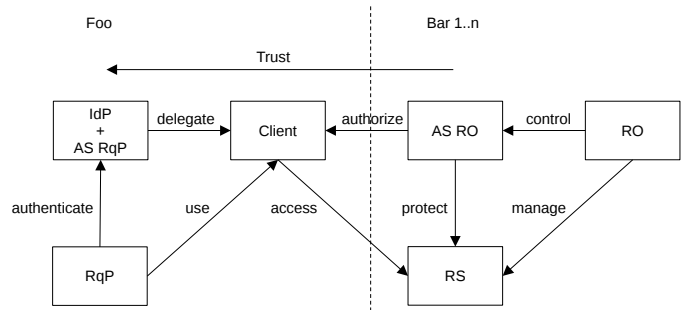 Foo
Bar 1..n
Trust
IdP
+
AS RqP
delegate
Client
authorize
AS RO
control
RO
authenticate
use
access
protect
manage
RqP
RS